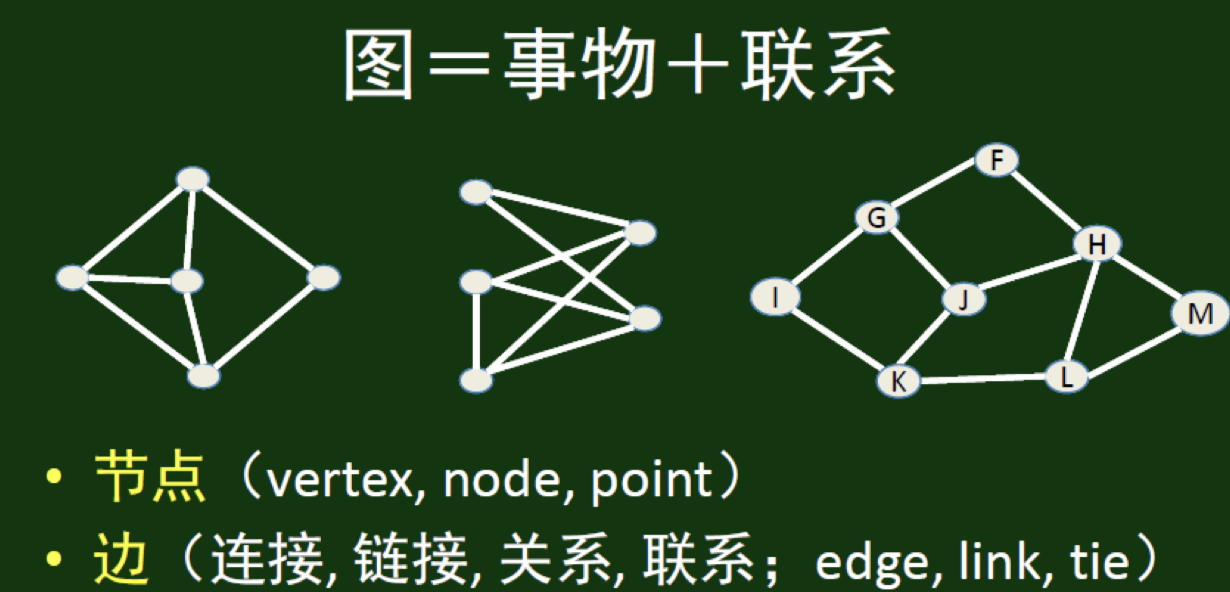 图＝事物＋联系
F
G
H
I
J
M
K
L
• 节点（vertex, node, point）
• 边（连接, 链接, 关系, 联系；edge, link, tie）